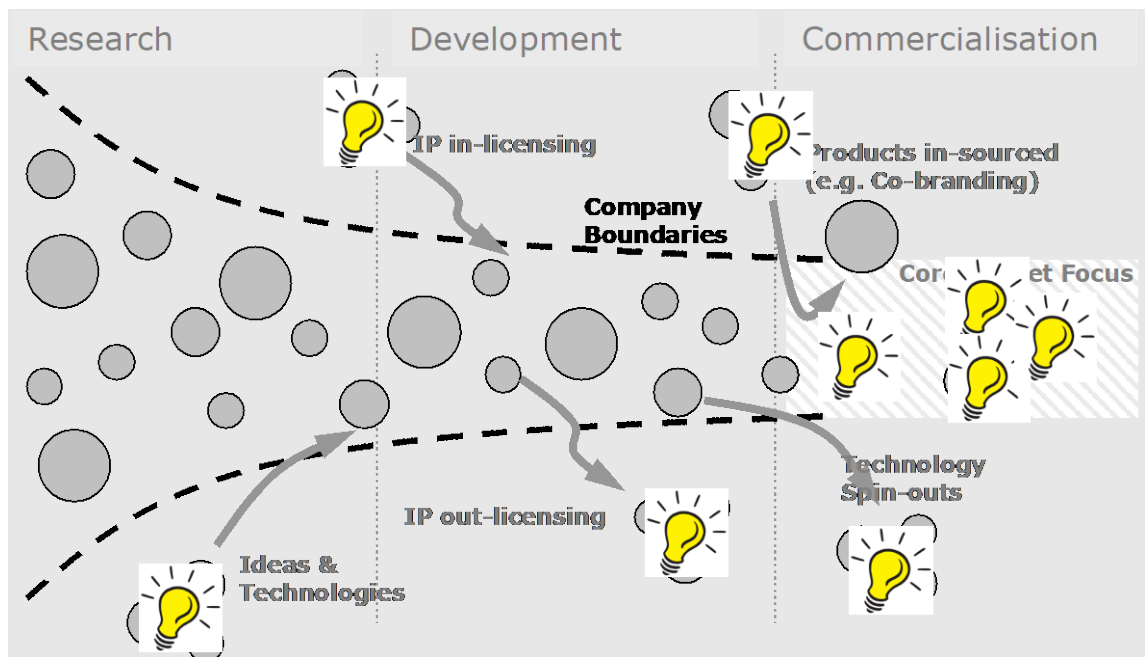 Research
Development
Commercialisation
IP in-licensing
Products in-sourced
(e.g. Co-branding)
Company
Boundaries
Focus
Technology
Spin-outs
IP out-licensing
Ideas &
Technologies